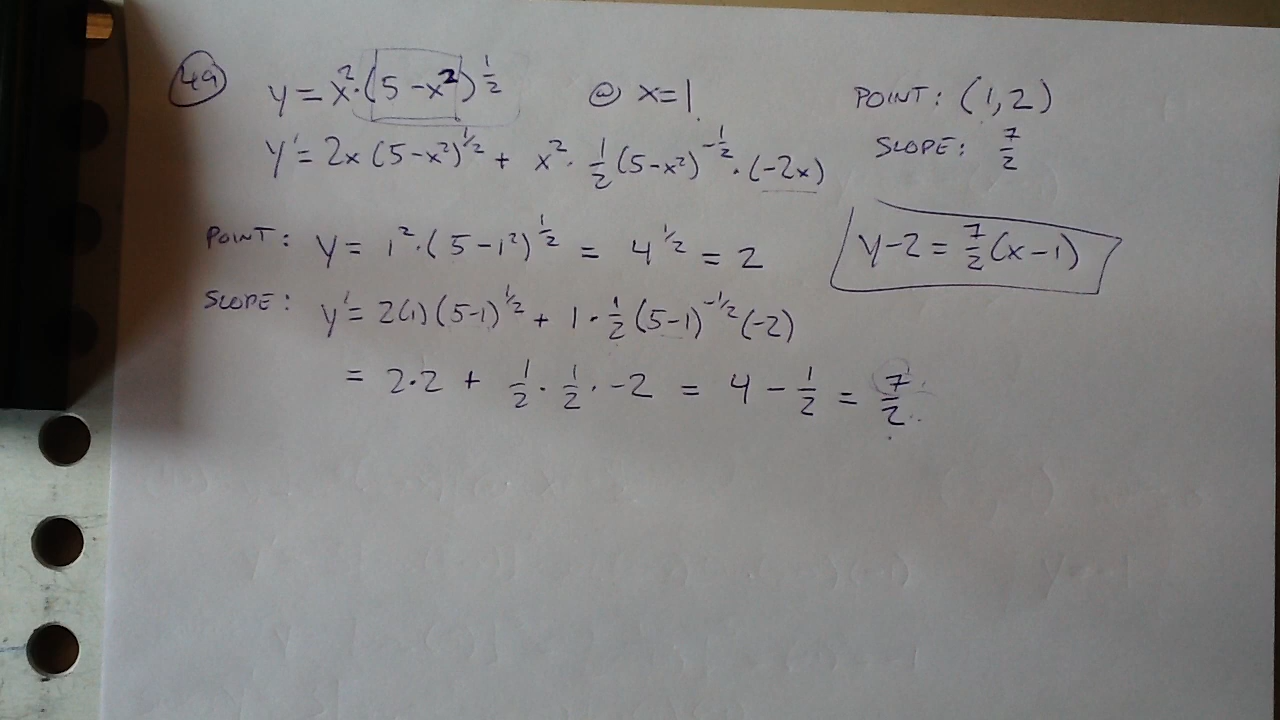 49 y = x²·(5-x²)^½ @ x=1 POINT: (1,2)
y' = 2x(5-x²)^½ + x²·½(5-x²)^-½·(-2x) SLOPE: 7/2
POINT: y = 1²·(5-1²)^½ = 4^½ = 2 y-2 = 7/2(x-1)
SLOPE: y' = 2(1)(5-1)^½ + 1·½(5-1)^-½(-2)
= 2·2 + ½·½·-2 = 4 - ½ = 7/2